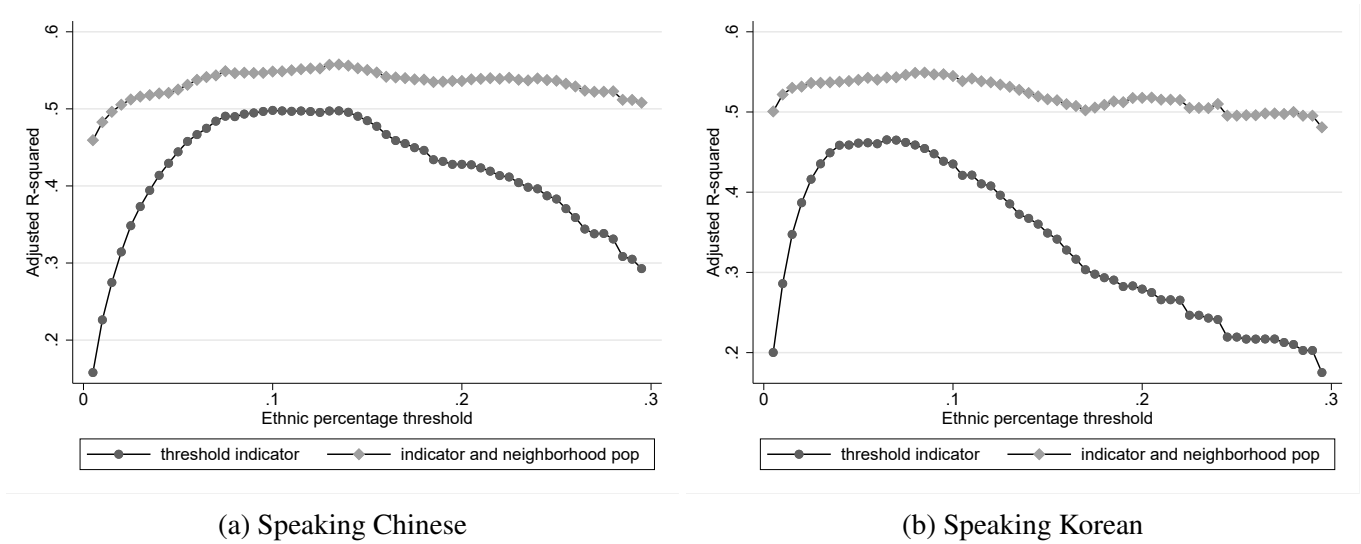 Adjusted R-squared
.6
.5
.4
.3
.2
0 .1 .2 .3
Ethnic percentage threshold
threshold indicator indicator and neighborhood pop
(a) Speaking Chinese
Adjusted R-squared
.6
.5
.4
.3
.2
0 .1 .2 .3
Ethnic percentage threshold
threshold indicator indicator and neighborhood pop
(b) Speaking Korean